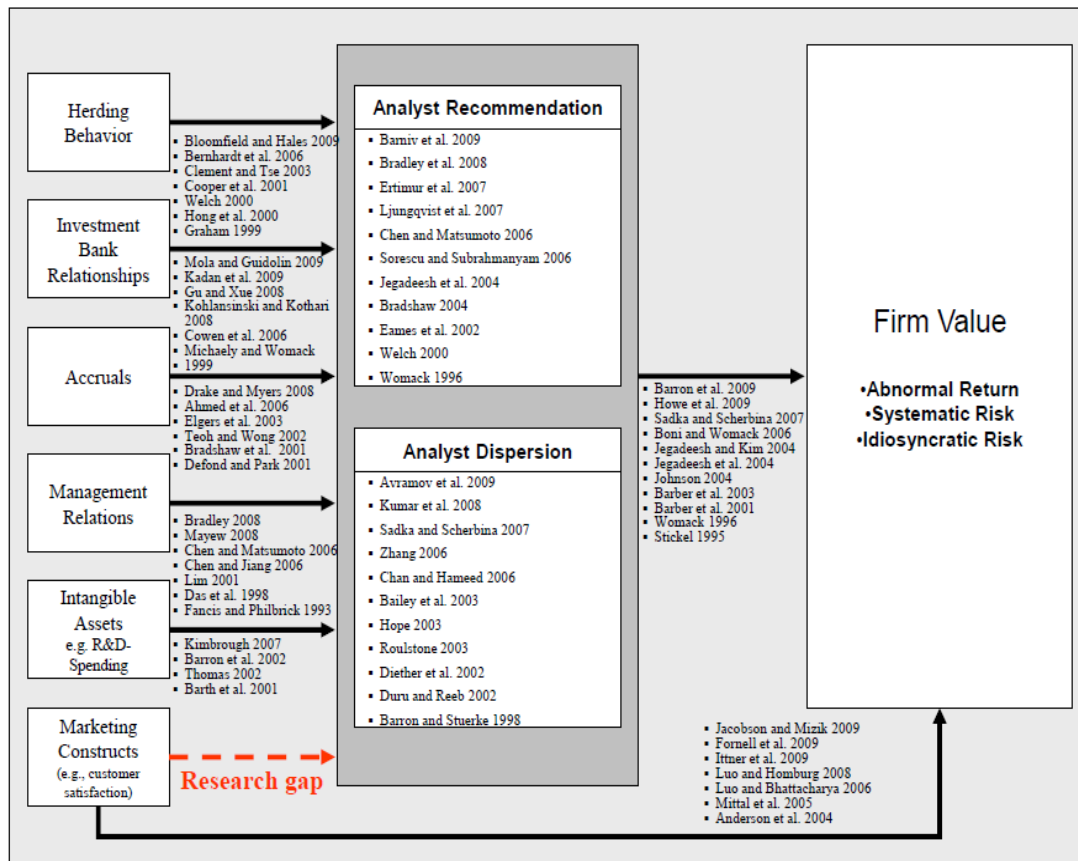 Herding
Behavior
▪ Bloomfield and Hales 2009
▪ Bernhardt et al. 2006
▪ Clement and Tse 2003
▪ Cooper et al. 2001
▪ Welch 2000
▪ Hong et al. 2000
▪ Graham 1999
Investment
Bank
Relationships
▪ Mola and Guidolin 2009
▪ Kadan et al. 2009
▪ Gu and Xue 2008
▪ Kohlansinski and Kothari
2008
▪ Cowen et al. 2006
▪ Michaely and Womack
▪ 1999
Accruals
▪ Drake and Myers 2008
▪ Ahmed et al. 2006
▪ Elgers et al. 2003
▪ Teoh and Wong 2002
▪ Bradshaw et al. 2001
▪ Defond and Park 2001
Management
Relations
▪ Bradley 2008
▪ Mayew 2008
▪ Chen and Matsumoto 2006
▪ Chen and Jiang 2006
▪ Lim 2001
▪ Das et al. 1998
▪ Fancis and Philbrick 1993
Intangible
Assets
e.g. R&D-
Spending
▪ Kimbrough 2007
▪ Barron et al. 2002
▪ Thomas 2002
▪ Barth et al. 2001
Marketing
Constructs
(e.g., customer
satisfaction)
Research gap
Analyst Recommendation
▪ Barniv et al. 2009
▪ Bradley et al. 2008
▪ Ertimur et al. 2007
▪ Ljungqvist et al. 2007
▪ Chen and Matsumoto 2006
▪ Sorescu and Subrahmanyam 2006
▪ Jegadeesh et al. 2004
▪ Bradshaw 2004
▪ Eames et al. 2002
▪ Welch 2000
▪ Womack 1996
Analyst Dispersion
▪ Avramov et al. 2009
▪ Kumar et al. 2008
▪ Sadka and Scherbina 2007
▪ Zhang 2006
▪ Chan and Hameed 2006
▪ Bailey et al. 2003
▪ Hope 2003
▪ Roulstone 2003
▪ Diether et al. 2002
▪ Duru and Reeb 2002
▪ Barron and Stuerke 1998
▪ Barron et al. 2009
▪ Howe et al. 2009
▪ Sadka and Scherbina 2007
▪ Boni and Womack 2006
▪ Jegadeesh and Kim 2004
▪ Jegadeesh et al. 2004
▪ Johnson 2004
▪ Barber et al. 2003
▪ Barber et al. 2001
▪ Womack 1996
▪ Stickel 1995
Firm Value
•Abnormal Return
•Systematic Risk
•Idiosyncratic Risk
▪ Jacobson and Mizik 2009
▪ Fornell et al. 2009
▪ Ittner et al. 2009
▪ Luo and Homburg 2008
▪ Luo and Bhattacharya 2006
▪ Mittal et al. 2005
▪ Anderson et al. 2004